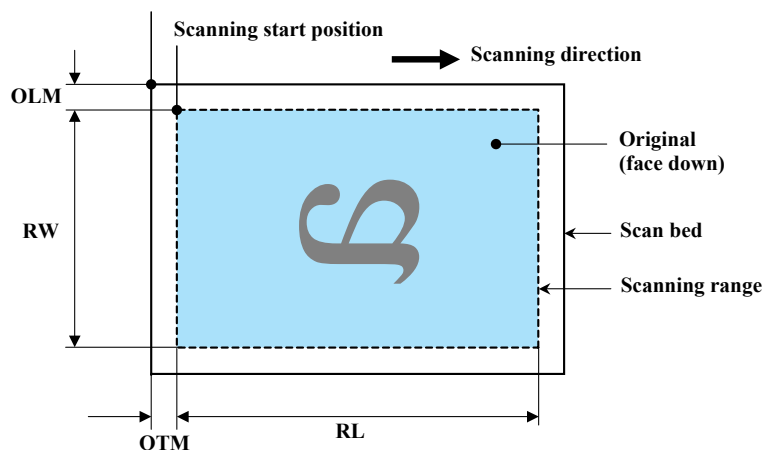 Scanning start position
Scanning direction
OLM
Original
(face down)
RW
Scan bed
Scanning range
RL
OTM